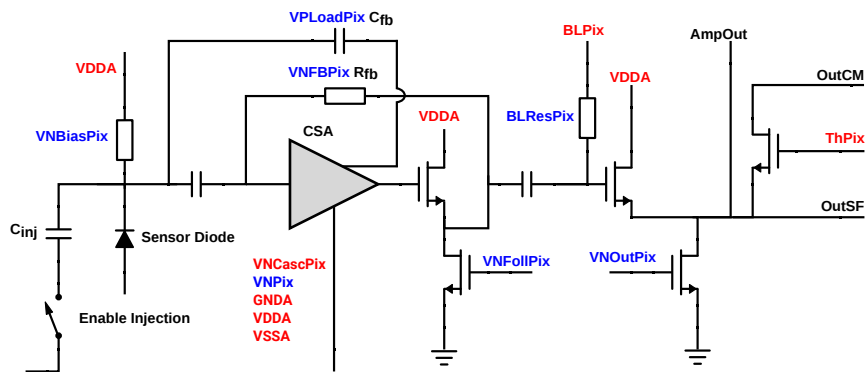 VPLoadPix Cfb
BLPix
AmpOut
OutCM
VDDA
VNFBPix Rfb
VDDA
VDDA
BLResPix
VNBiasPix
CSA
ThPix
Cinj
Sensor Diode
OutSF
VNCascPix
VNPix
GNDA
VDDA
VSSA
VNFollPix
VNOutPix
Enable Injection